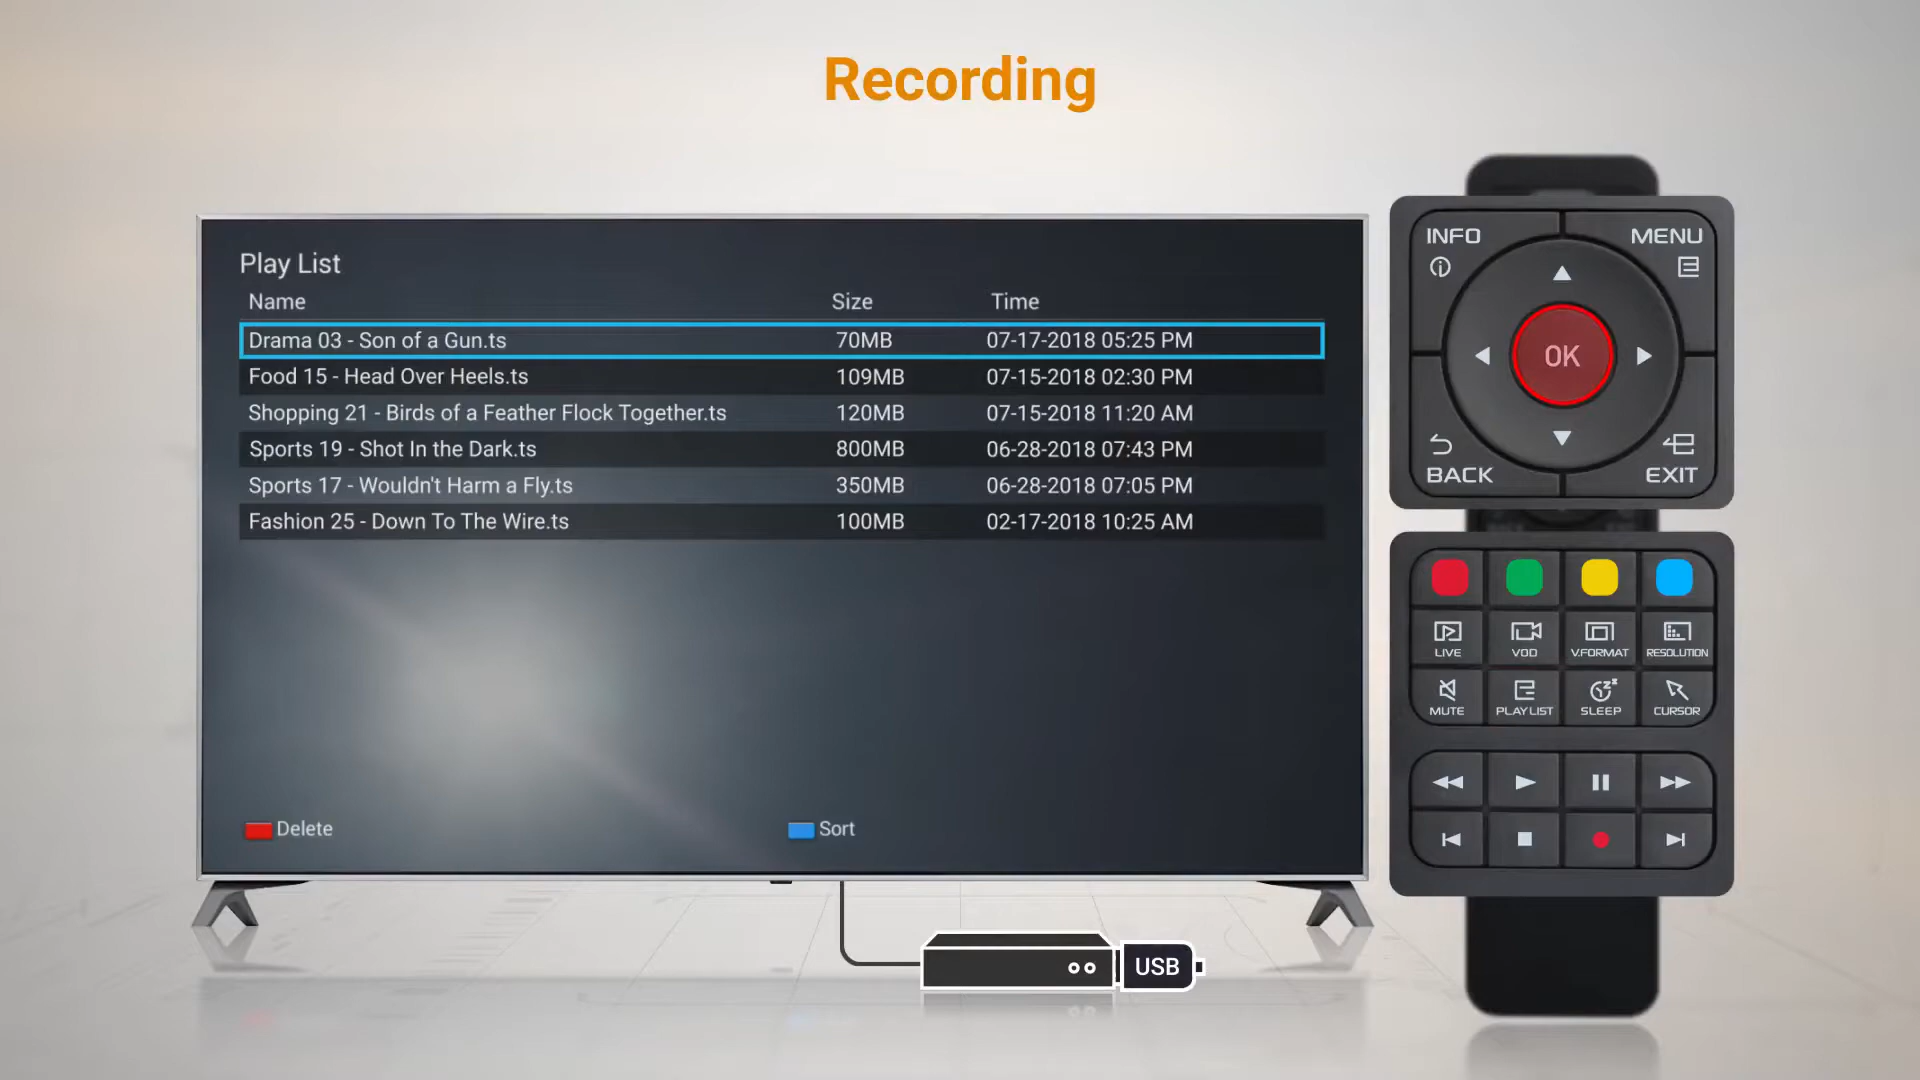 Recording
Play List
Name Size Time
Drama 03 - Son of a Gun.ts 70MB 07-17-2018 05:25 PM
Food 15 - Head Over Heels.ts 109MB 07-15-2018 02:30 PM
Shopping 21 - Birds of a Feather Flock Together.ts 120MB 07-15-2018 11:20 AM
Sports 19 - Shot In the Dark.ts 800MB 06-28-2018 07:43 PM
Sports 17 - Wouldn't Harm a Fly.ts 350MB 06-28-2018 07:05 PM
Fashion 25 - Down To The Wire.ts 100MB 02-17-2018 10:25 AM
Delete Sort
USB
INFO MENU
OK
BACK EXIT
LIVE VOD V.FORMAT RESOLUTION
MUTE PLAYLIST SLEEP CURSOR